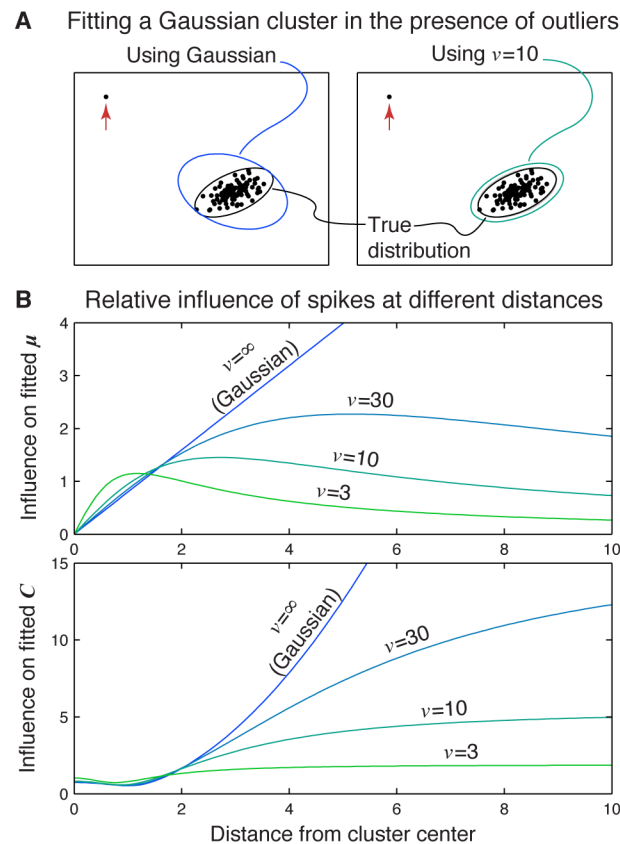 A Fitting a Gaussian cluster in the presence of outliers
Using Gaussian
Using ν=10
True
distribution
B Relative influence of spikes at different distances
Influence on fitted μ
4
3
2
1
0
ν=∞
(Gaussian)
ν=30
ν=10
ν=3
0 2 4 6 8 10
Influence on fitted C
15
10
5
0
ν=∞
(Gaussian)
ν=30
ν=10
ν=3
0 2 4 6 8 10
Distance from cluster center